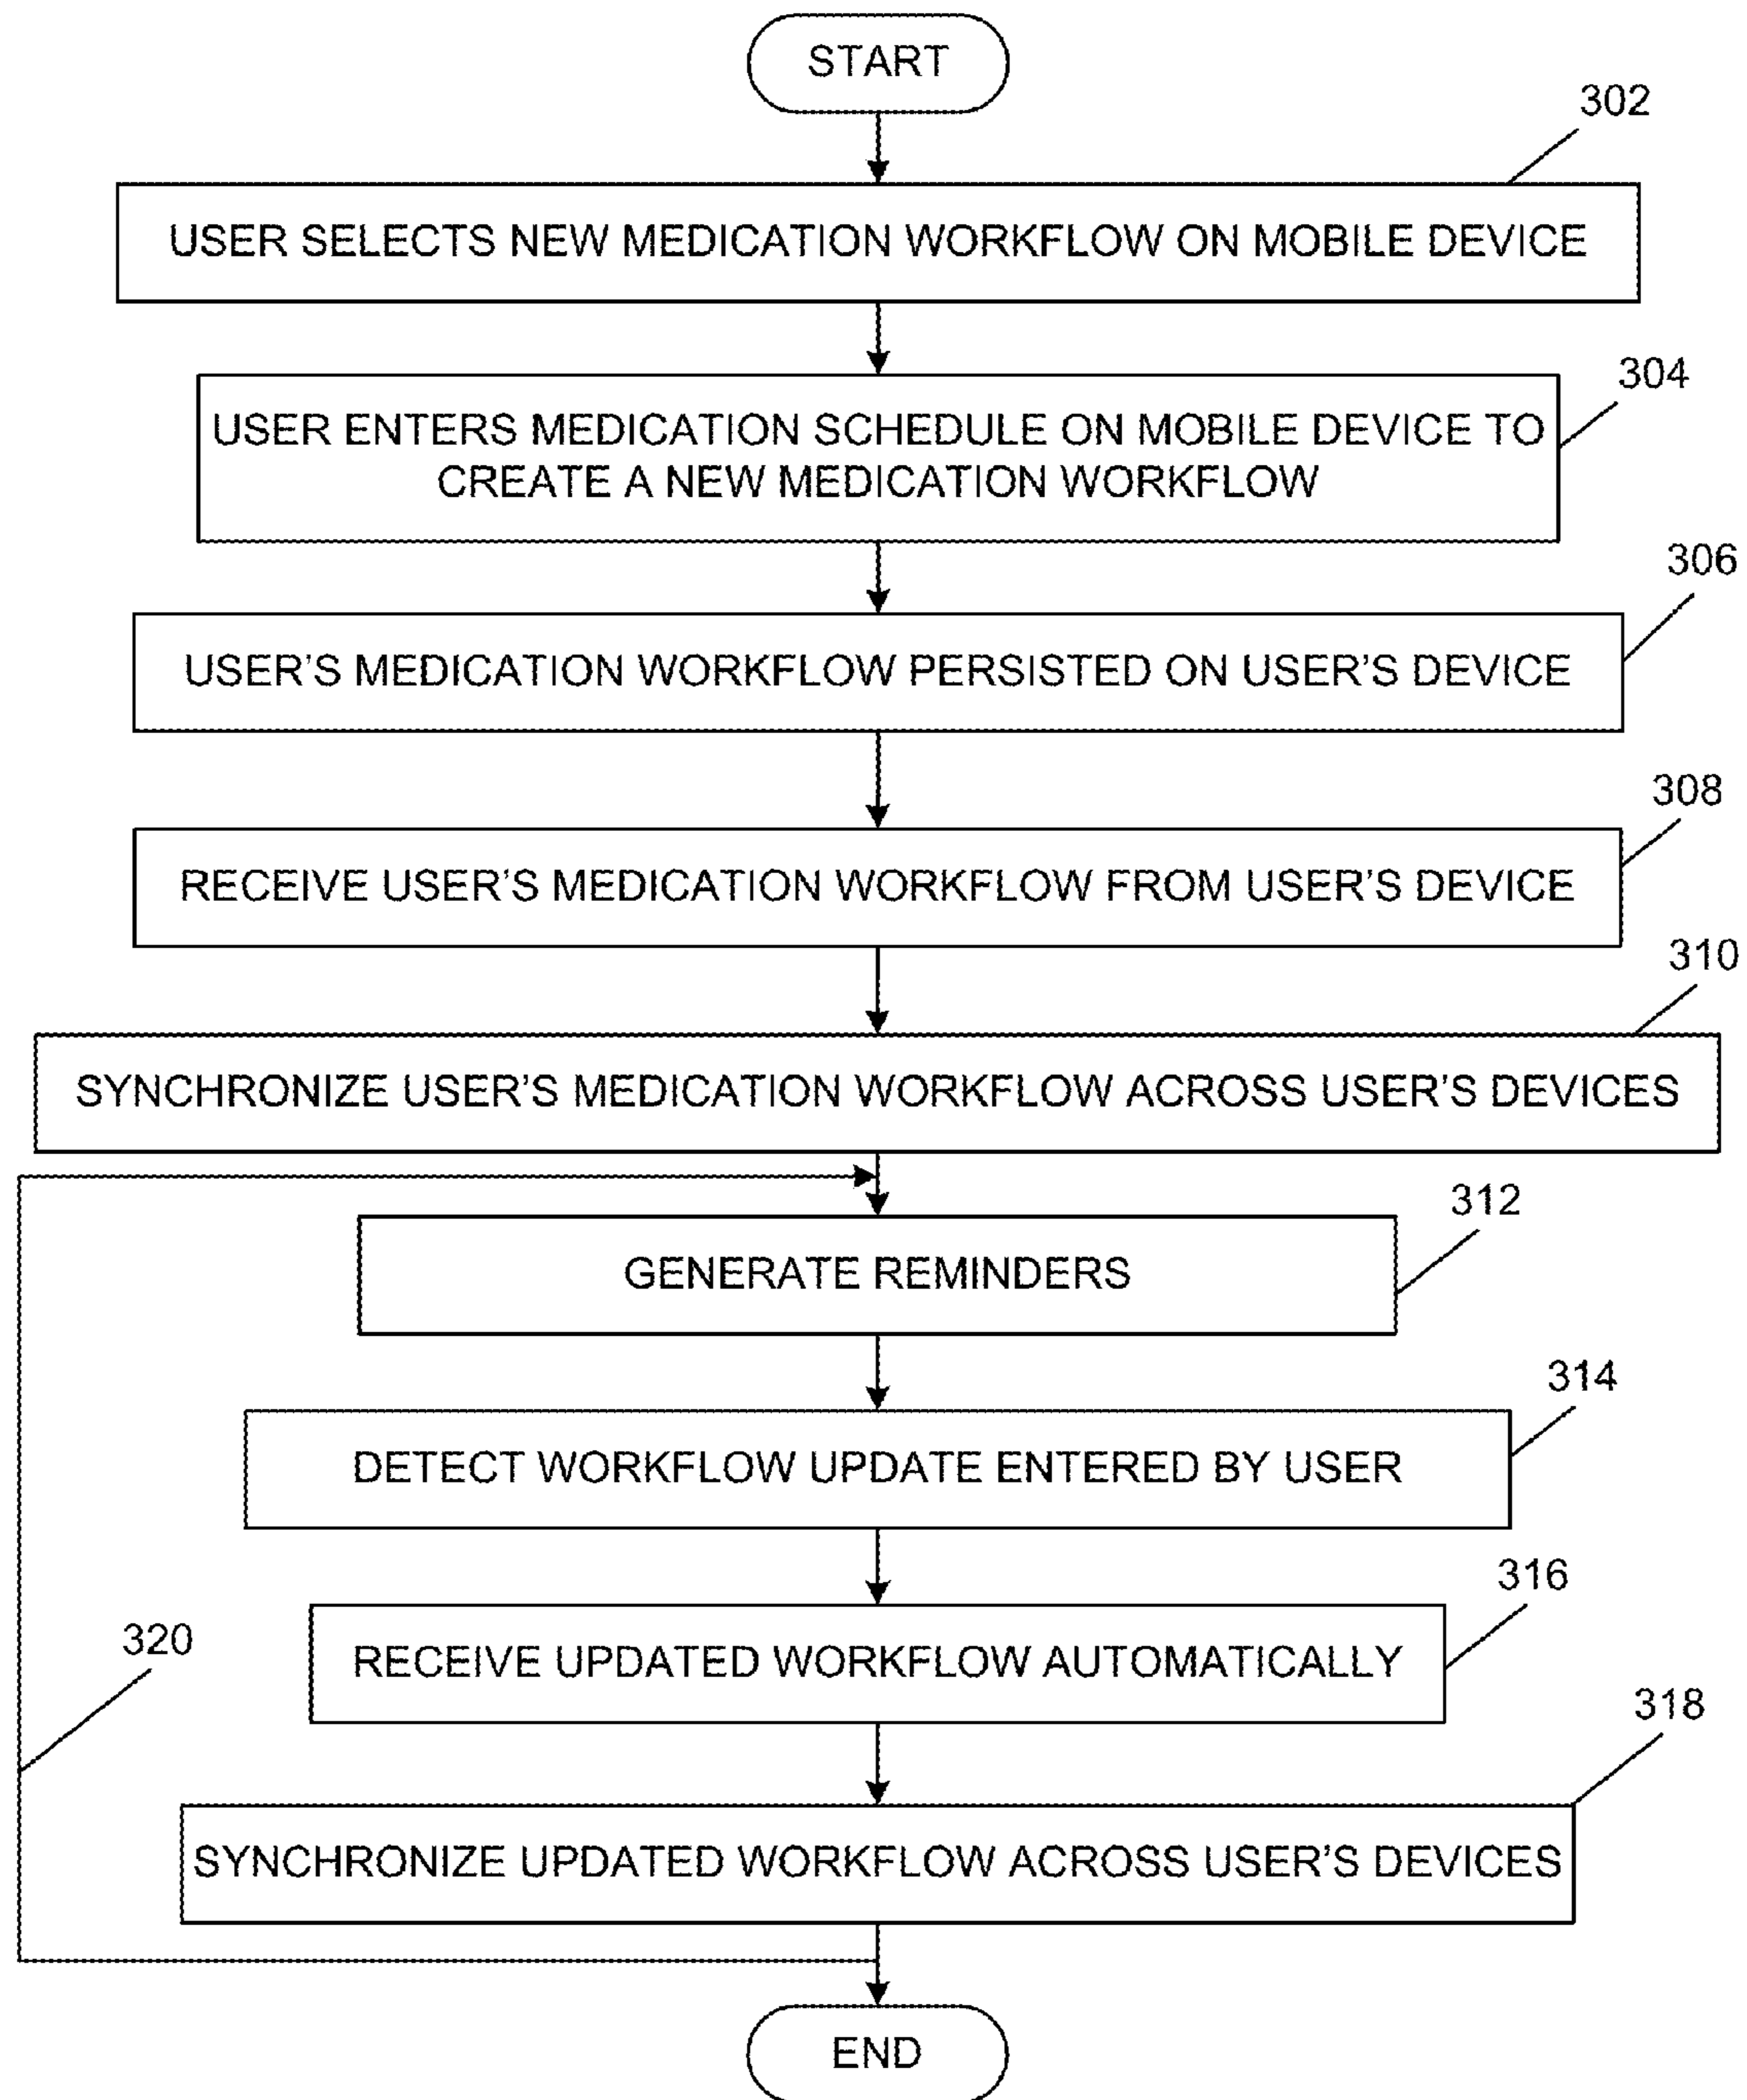 START
302
USER SELECTS NEW MEDICATION WORKFLOW ON MOBILE DEVICE
304
USER ENTERS MEDICATION SCHEDULE ON MOBILE DEVICE TO
CREATE A NEW MEDICATION WORKFLOW
306
USER'S MEDICATION WORKFLOW PERSISTED ON USER'S DEVICE
308
RECEIVE USER'S MEDICATION WORKFLOW FROM USER'S DEVICE
310
SYNCHRONIZE USER'S MEDICATION WORKFLOW ACROSS USER'S DEVICES
312
GENERATE REMINDERS
314
DETECT WORKFLOW UPDATE ENTERED BY USER
316
RECEIVE UPDATED WORKFLOW AUTOMATICALLY
320
318
SYNCHRONIZE UPDATED WORKFLOW ACROSS USER'S DEVICES
END